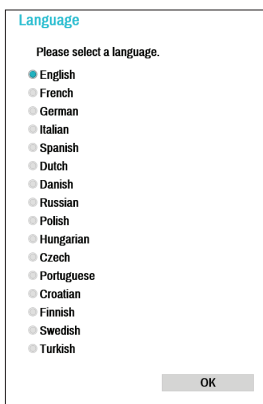 Language
Please select a language.
English
French
German
Italian
Spanish
Dutch
Danish
Russian
Polish
Hungarian
Czech
Portuguese
Croatian
Finnish
Swedish
Turkish
OK